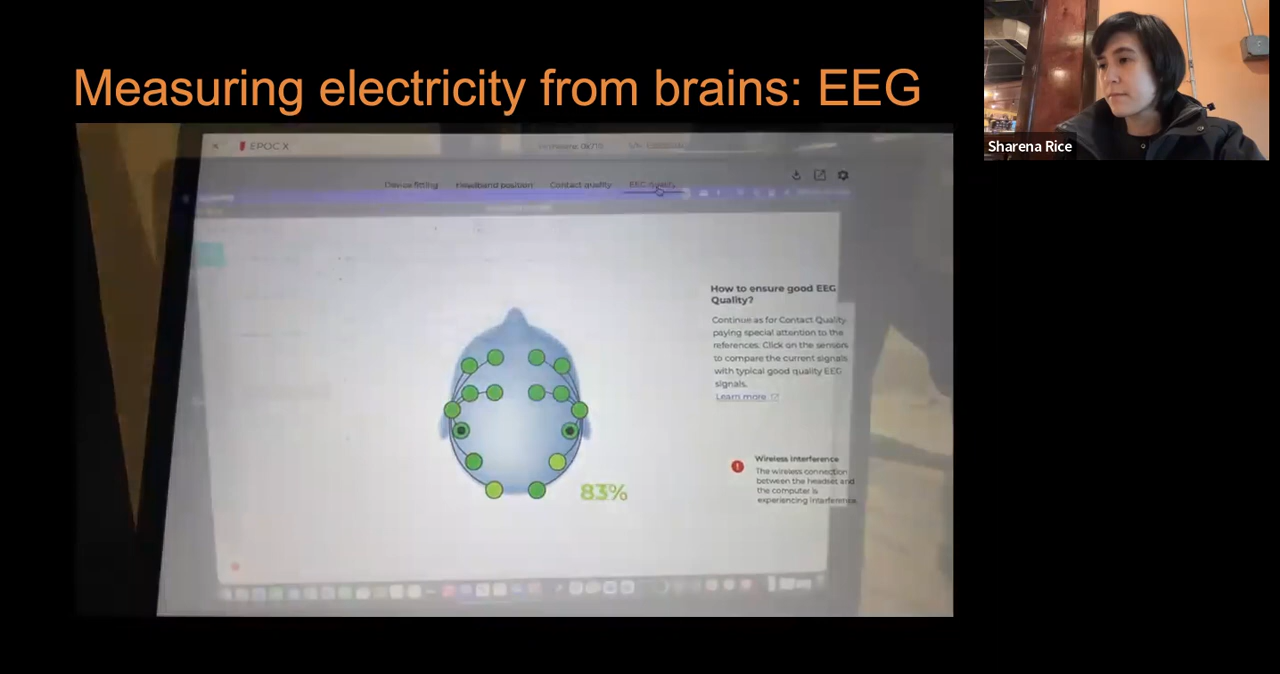 Measuring electricity from brains: EEG
Sharena Rice
EPOC X
Device fitting
Headband position
Contact quality
EEG quality
How to ensure good EEG
Quality?
Continue as for Contact Quality
paying special attention to the
references. Click on the sensors
to compare the current signals
with typical good quality EEG
signals.
Learn more
83%
Wireless Interference
The wireless connection
between the headset and
the computer is
experiencing interference.